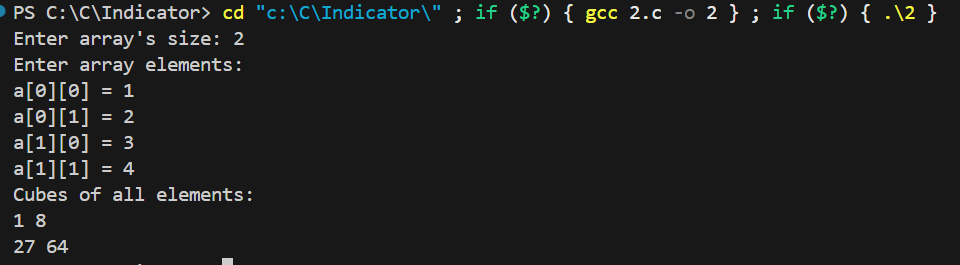 PS C:\C\Indicator> cd "c:\C\Indicator\" ; if ($?) { gcc 2.c -o 2 } ; if ($?) { .\2 }
Enter array's size: 2
Enter array elements:
a[0][0] = 1
a[0][1] = 2
a[1][0] = 3
a[1][1] = 4
Cubes of all elements:
1 8
27 64